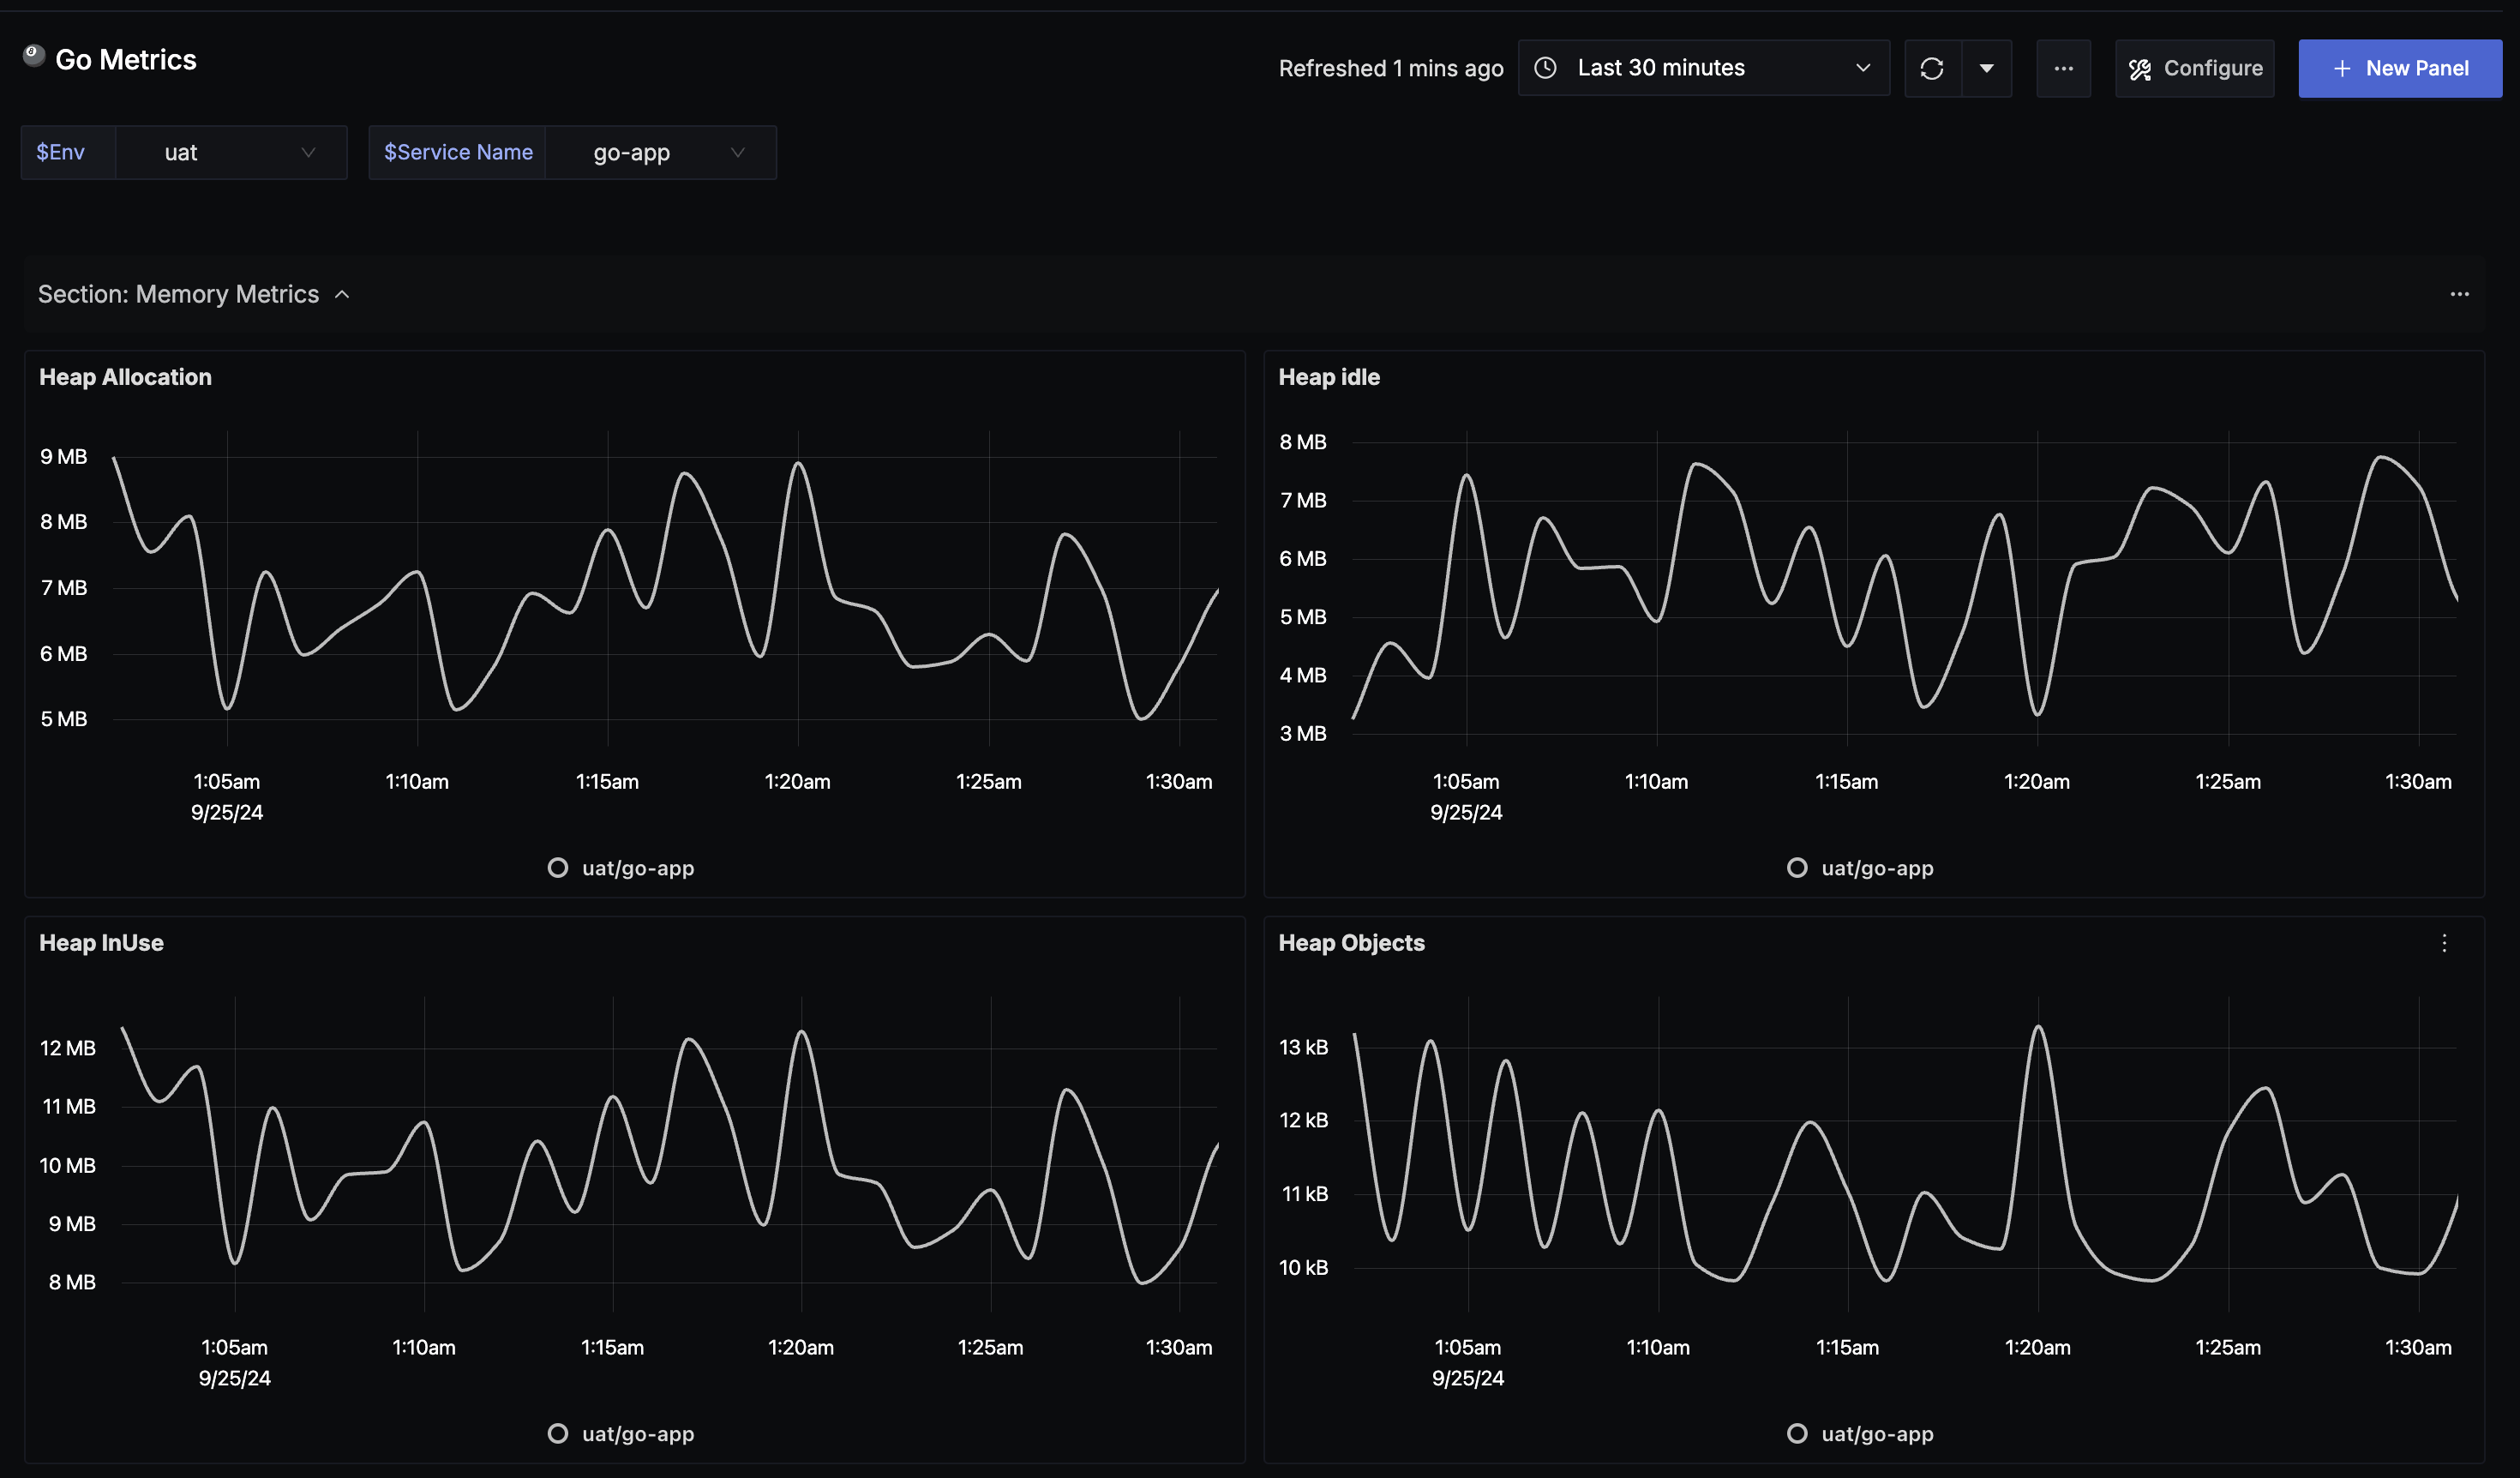 Go Metrics
Refreshed 1 mins ago
Last 30 minutes
Configure
New Panel
$Env
uat
$Service Name
go-app
Section: Memory Metrics
Heap Allocation
9 MB
8 MB
7 MB
6 MB
5 MB
1:05am
1:10am
1:15am
1:20am
1:25am
1:30am
9/25/24
uat/go-app
Heap idle
8 MB
7 MB
6 MB
5 MB
4 MB
3 MB
1:05am
1:10am
1:15am
1:20am
1:25am
1:30am
9/25/24
uat/go-app
Heap InUse
12 MB
11 MB
10 MB
9 MB
8 MB
1:05am
1:10am
1:15am
1:20am
1:25am
1:30am
9/25/24
uat/go-app
Heap Objects
13 kB
12 kB
11 kB
10 kB
1:05am
1:10am
1:15am
1:20am
1:25am
1:30am
9/25/24
uat/go-app